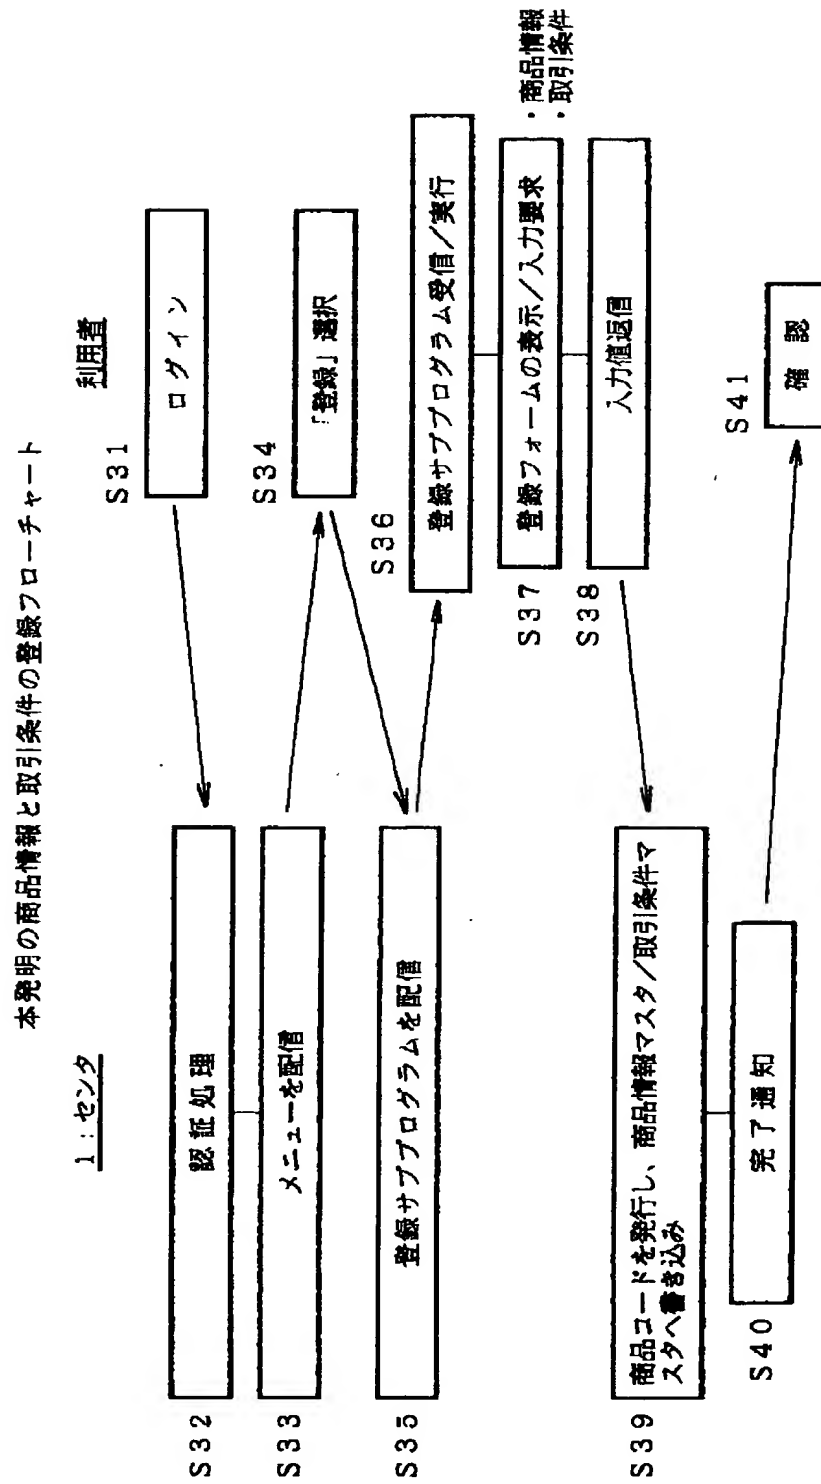 本発明の商品情報と取引条件の登録フローチャート
1：センタ
利用者
S31
ログイン
S32
認証処理
S33
メニューを配信
S34
「登録」選択
S35
登録サブプログラムを配信
S36
登録サブプログラム受信／実行
S37
登録フォームの表示／入力要求
・商品情報
・取引条件
S38
入力値返信
S39
商品コードを発行し、商品情報マスタ／取引条件マ
スタへ書き込み
S40
完了通知
S41
確認